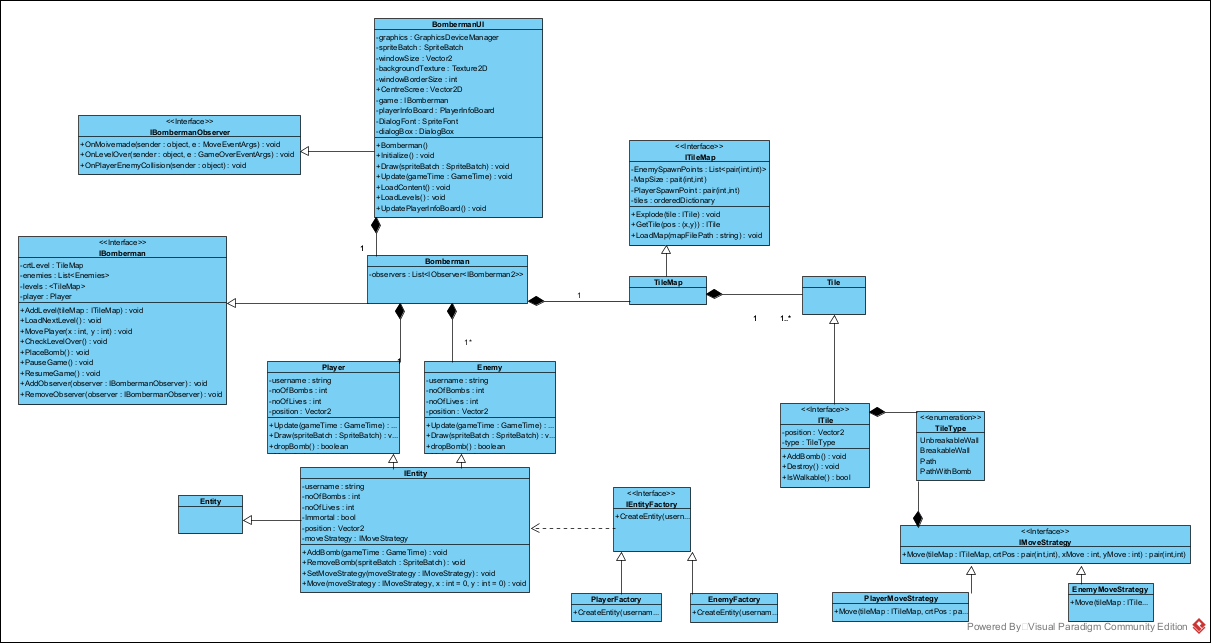 BombermanUI
-graphics : GraphicsDeviceManager
-spriteBatch : SpriteBatch
-windowSize : Vector2
-backgroundTexture : Texture2D
-windowBorderSize : int
+CentreScree : Vector2D
-game : IBomberman
-playerInfoBoard : PlayerInfoBoard
-DialogFont : SpriteFont
-dialogBox : DialogBox
+Bomberman()
+Initialize() : void
+Draw(spriteBatch : SpriteBatch) : void
+Update(gameTime : GameTime) : void
+LoadContent() : void
+LoadLevels() : void
+UpdatePlayerInfoBoard() : void
<<Interface>>
IBombermanObserver
+OnMoivemade(sender : object, e : MoveEventArgs) : void
+OnLevelOver(sender : object, e : GameOverEventArgs) : void
+OnPlayerEnemyCollision(sender : object) : void
<<Interface>>
ITileMap
-EnemySpawnPoints : List<pair(int,int)>
-MapSize : pait(int,int)
-PlayerSpawnPoint : pair(int,int)
-tiles : orderedDictionary
+Explode(tile : ITile) : void
+GetTile(pos : (x,y)) : ITile
+LoadMap(mapFilePath : string) : void
<<Interface>>
IBomberman
-crtLevel : TileMap
-enemies : List<Enemies>
-levels : <TileMap>
-player : Player
+AddLevel(tileMap : ITileMap) : void
+LoadNextLevel() : void
+MovePlayer(x : int, y : int) : void
+CheckLevelOver() : void
+PlaceBomb() : void
+PauseGame() : void
+ResumeGame() : void
+AddObserver(observer : IBombermanObserver) : void
+RemoveObserver(observer : IBombermanObserver) : void
1
Bomberman
-observers : List<IObserver<IBomberman2>>
1
TileMap
Tile
1
1..*
1
1*
Player
-username : string
-noOfBombs : int
-noOfLives : int
-position : Vector2
+Update(gameTime : GameTime) : ...
+Draw(spriteBatch : SpriteBatch) : v...
+dropBomb() : boolean
Enemy
-username : string
-noOfBombs : int
-noOfLives : int
-position : Vector2
+Update(gameTime : GameTime) : ...
+Draw(spriteBatch : SpriteBatch) : v...
+dropBomb() : boolean
<<Interface>>
ITile
-position : Vector2
-type : TileType
+AddBomb() : void
+Destroy() : void
+IsWalkable() : bool
<<enumeration>>
TileType
UnbreakableWall
BreakableWall
Path
PathWithBomb
IEntity
-username : string
-noOfBombs : int
-noOfLives : int
-Immortal : bool
-position : Vector2
-moveStrategy : IMoveStrategy
+AddBomb(gameTime : GameTime) : void
+RemoveBomb(spriteBatch : SpriteBatch) : void
+SetMoveStrategy(moveStrategy : IMoveStrategy) : void
+Move(moveStrategy : IMoveStrategy, x : int = 0, y : int = 0) : void
Entity
<<Interface>>
IEntityFactory
+CreateEntity(usern...
<<Interface>>
IMoveStrategy
+Move(tileMap : ITileMap, crtPos : pair(int,int), xMove : int, yMove : int) : pair(int,int)
PlayerFactory
+CreateEntity(usernam...
EnemyFactory
+CreateEntity(usernam...
PlayerMoveStrategy
+Move(tileMap : ITileMap, crtPos : pa...
EnemyMoveStrategy
+Move(tileMap : ITile...
Powered By Visual Paradigm Community Edition